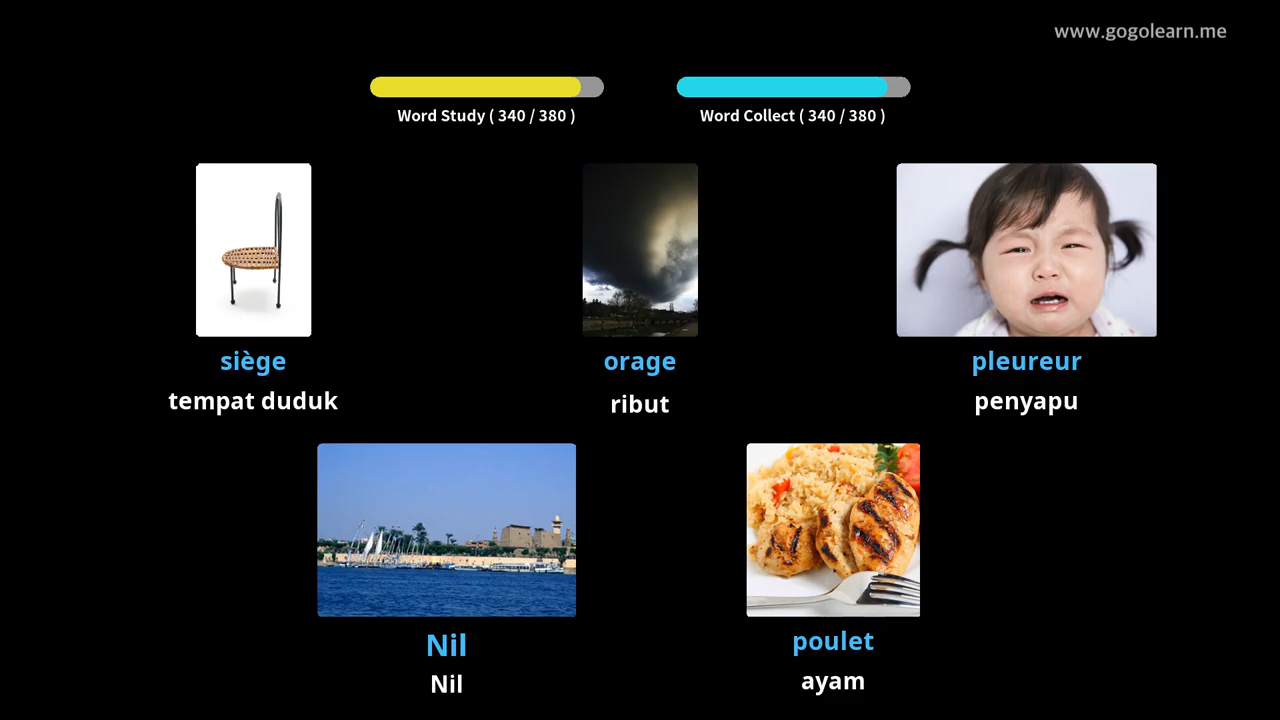 www.gogolearn.me
Word Study ( 340 / 380 )
Word Collect ( 340 / 380 )
siège
tempat duduk
orage
ribut
pleureur
penyapu
Nil
Nil
poulet
ayam